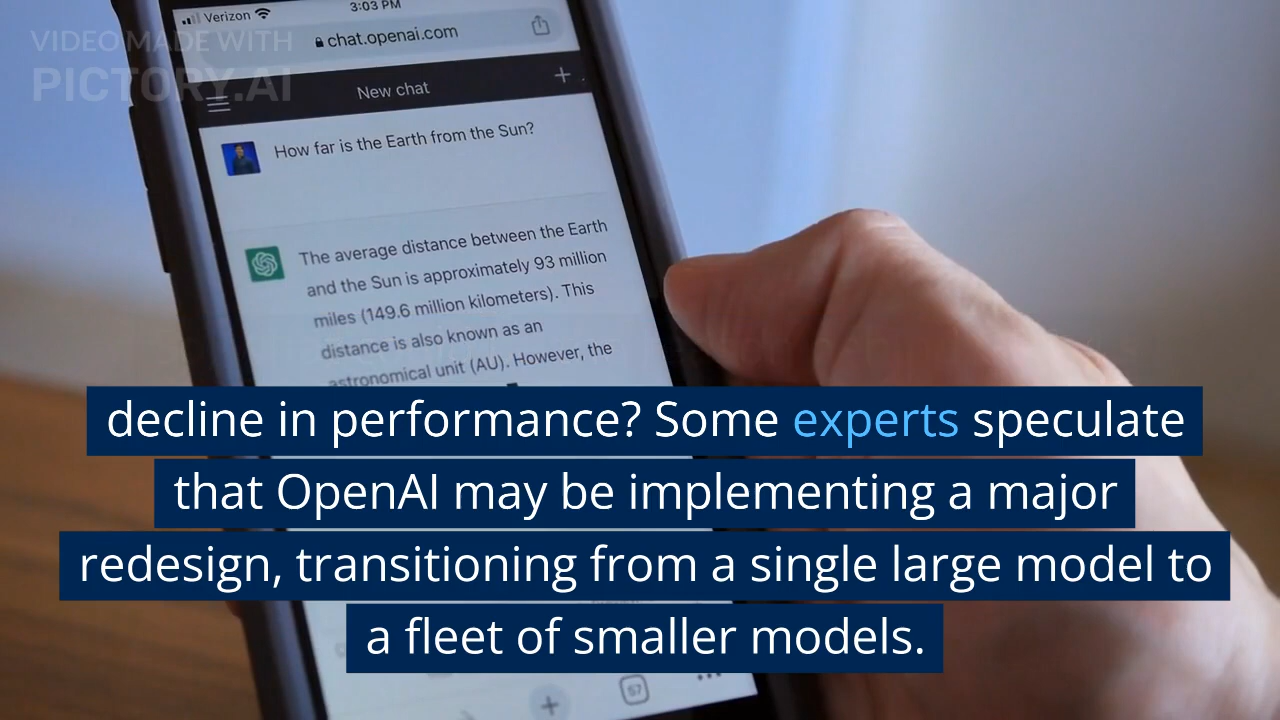 Verizon
3:03 PM
VIDEO MADE WITH
PICTORY.AI
chat.openai.com
New chat
How far is the Earth from the Sun?
The average distance between the Earth
and the Sun is approximately 93 million
miles (149.6 million kilometers). This
distance is also known as an
astronomical unit (AU). However, the
decline in performance? Some experts speculate
that OpenAI may be implementing a major
redesign, transitioning from a single large model to
a fleet of smaller models.
57